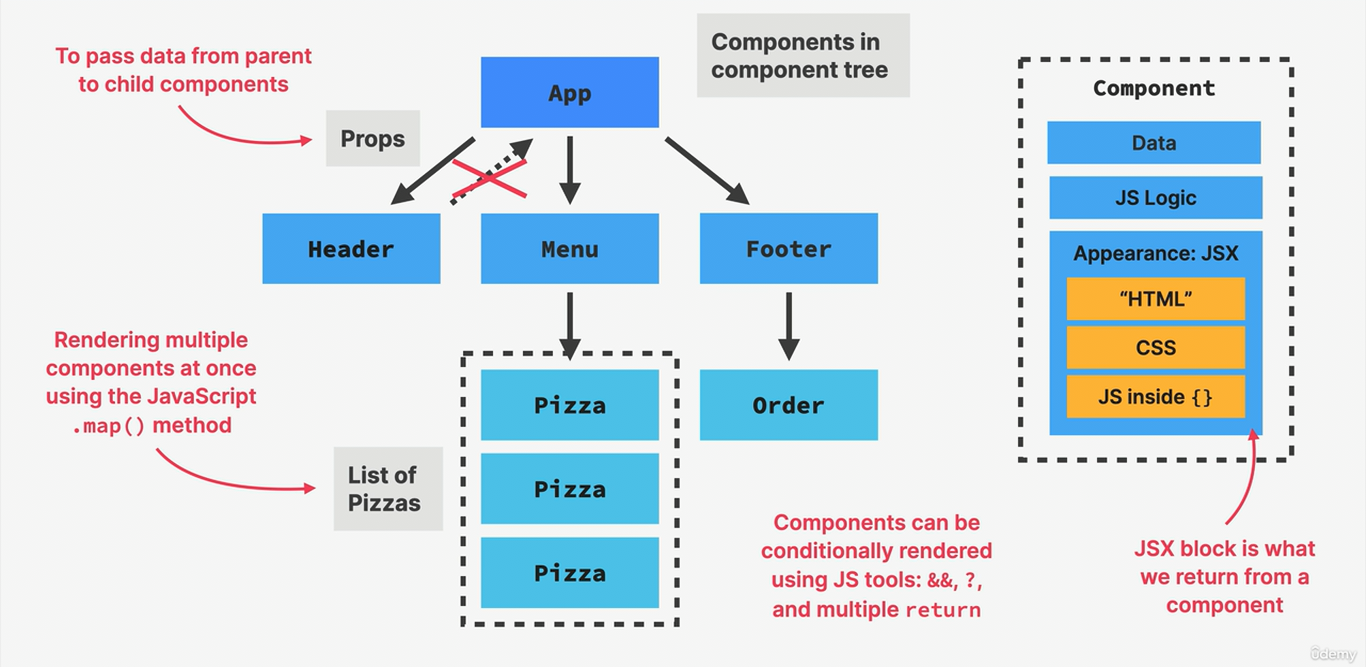 To pass data from parent
to child components
Props
App
Components in
component tree
Header
Menu
Footer
Rendering multiple
components at once
using the JavaScript
.map() method
List of
Pizzas
Pizza
Pizza
Pizza
Order
Components can be
conditionally rendered
using JS tools: &&, ?,
and multiple return
Component
Data
JS Logic
Appearance: JSX
“HTML”
CSS
JS inside {}
JSX block is what
we return from a
component
ûdemy